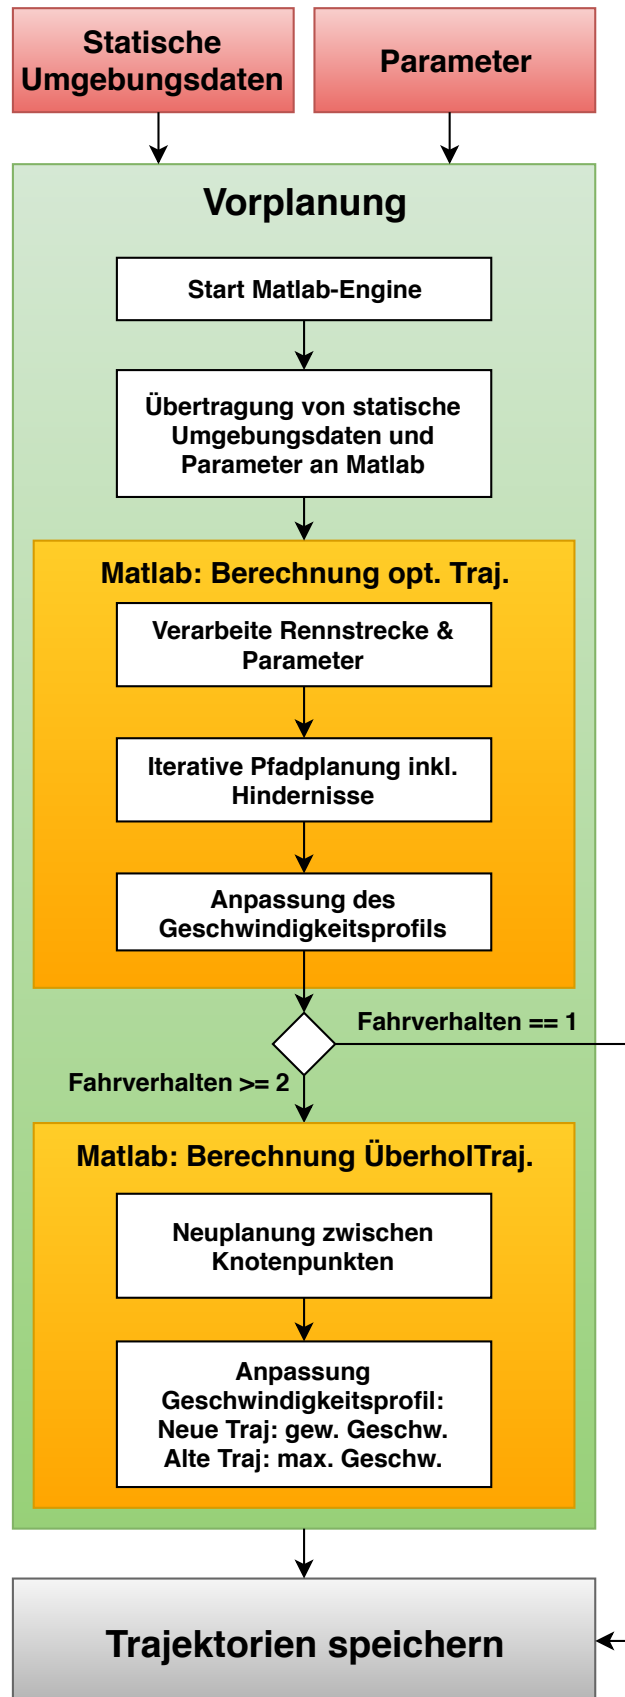 Statische
Umgebungsdaten
Parameter
Vorplanung
Start Matlab-Engine
Übertragung von statische
Umgebungsdaten und
Parameter an Matlab
Matlab: Berechnung opt. Traj.
Verarbeite Rennstrecke &
Parameter
Iterative Pfadplanung inkl.
Hindernisse
Anpassung des
Geschwindigkeitsprofils
Fahrverhalten == 1
Fahrverhalten >= 2
Matlab: Berechnung ÜberholTraj.
Neuplanung zwischen
Knotenpunkten
Anpassung
Geschwindigkeitsprofil:
Neue Traj: gew. Geschw.
Alte Traj: max. Geschw.
Trajektorien speichern